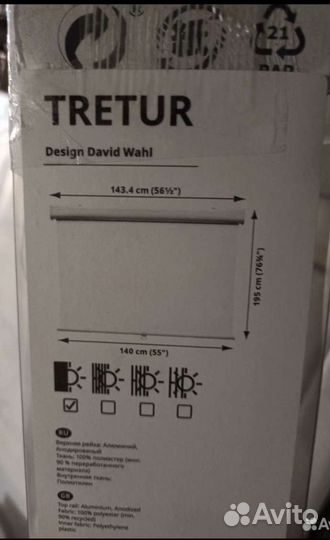 21
PAP
TRETUR
Design David Wahl
143.4 cm (56½")
195 cm (76¾")
140 cm (55")
RU
Верхняя рейка: Алюминий,
Анодированый
Ткань: 100% полиэстер (мин.
90 % переработанного
материала)
Внутренняя ткань:
Полиэтилен
GB
Top rail: Aluminium, Anodized
Fabric: 100% polyester (min.
90% recycled)
Inner fabric: Polyethylene
plastic
Avito